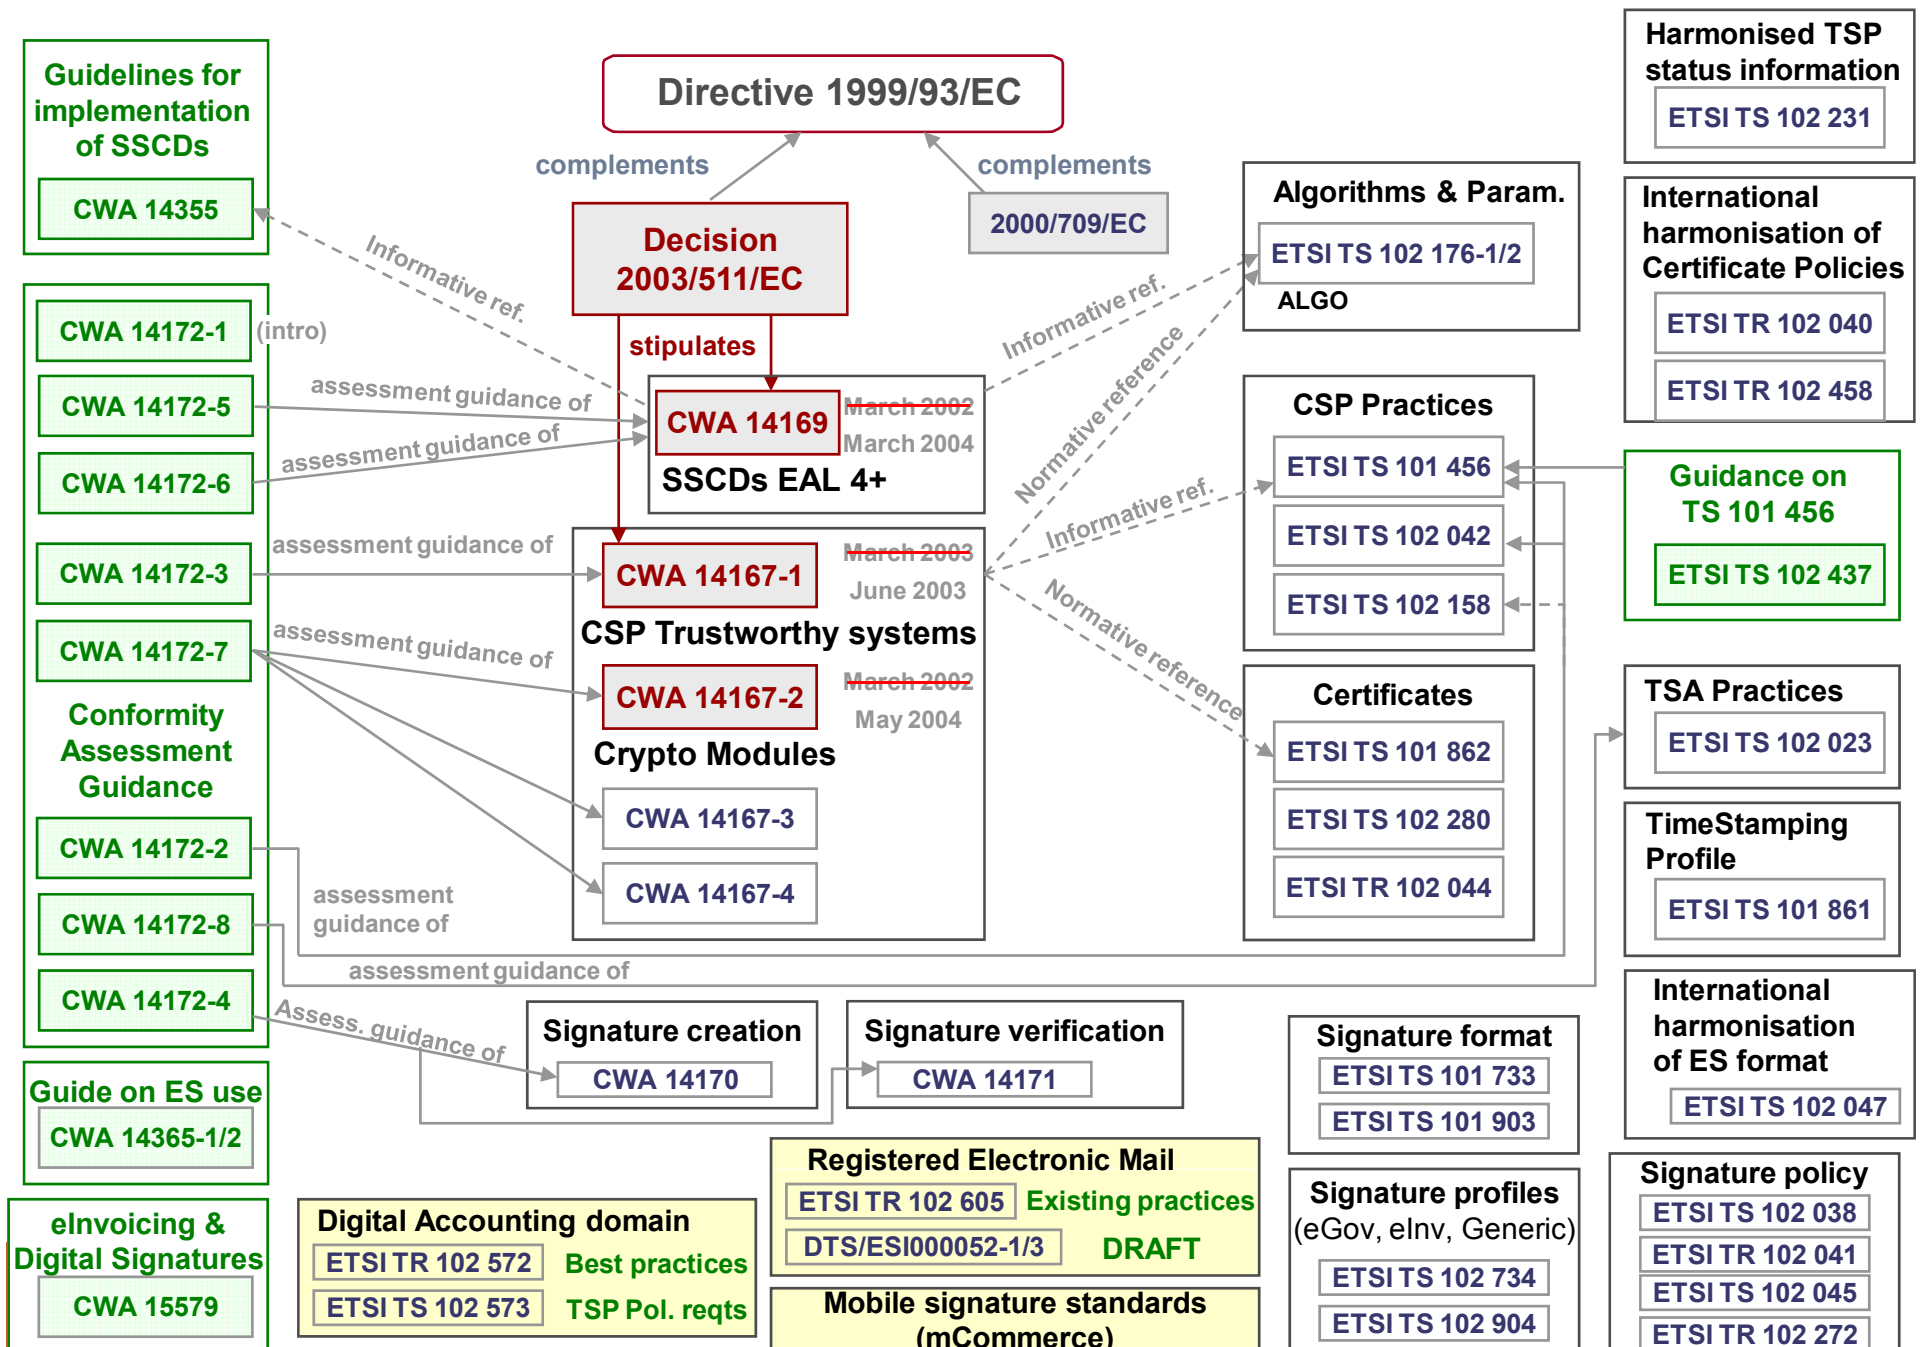 Guidelines for
implementation
of SSCDs
CWA 14355
CWA 14172-1
(intro)
CWA 14172-5
CWA 14172-6
CWA 14172-3
CWA 14172-7
Conformity
Assessment
Guidance
CWA 14172-2
CWA 14172-8
CWA 14172-4
Guide on ES use
CWA 14365-1/2
eInvoicing &
Digital Signatures
CWA 15579
Directive 1999/93/EC
complements
complements
Decision
2003/511/EC
2000/709/EC
stipulates
Informative ref.
assessment guidance of
assessment guidance of
assessment guidance of
assessment guidance of
assessment
guidance of
assessment guidance of
Assess. guidance of
CWA 14169
March 2002
March 2004
SSCDs EAL 4+
CWA 14167-1
March 2003
June 2003
CSP Trustworthy systems
CWA 14167-2
March 2002
May 2004
Crypto Modules
CWA 14167-3
CWA 14167-4
Informative ref.
Normative reference
Informative ref.
Normative reference
Algorithms & Param.
ETSI TS 102 176-1/2
ALGO
CSP Practices
ETSI TS 101 456
ETSI TS 102 042
ETSI TS 102 158
Certificates
ETSI TS 101 862
ETSI TS 102 280
ETSI TR 102 044
Harmonised TSP
status information
ETSI TS 102 231
International
harmonisation of
Certificate Policies
ETSI TR 102 040
ETSI TR 102 458
Guidance on
TS 101 456
ETSI TS 102 437
TSA Practices
ETSI TS 102 023
TimeStamping
Profile
ETSI TS 101 861
International
harmonisation
of ES format
ETSI TS 102 047
Signature creation
CWA 14170
Signature verification
CWA 14171
Signature format
ETSI TS 101 733
ETSI TS 101 903
Digital Accounting domain
ETSI TR 102 572
Best practices
ETSI TS 102 573
TSP Pol. reqts
Registered Electronic Mail
ETSI TR 102 605
Existing practices
DTS/ESI000052-1/3
DRAFT
Mobile signature standards
(mCommerce)
Signature profiles
(eGov, eInv, Generic)
ETSI TS 102 734
ETSI TS 102 904
Signature policy
ETSI TS 102 038
ETSI TR 102 041
ETSI TS 102 045
ETSI TR 102 272